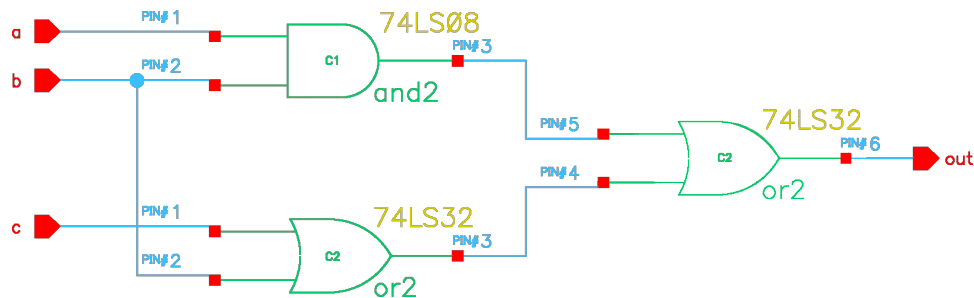 PIN#1
74LSØ8
a
C1
PIN#3
b
PIN#2
and2
74LS32
PIN#5
PIN#6
C2
out
PIN#4
or2
PIN#1
74LS32
c
PIN#3
C2
PIN#2
or2